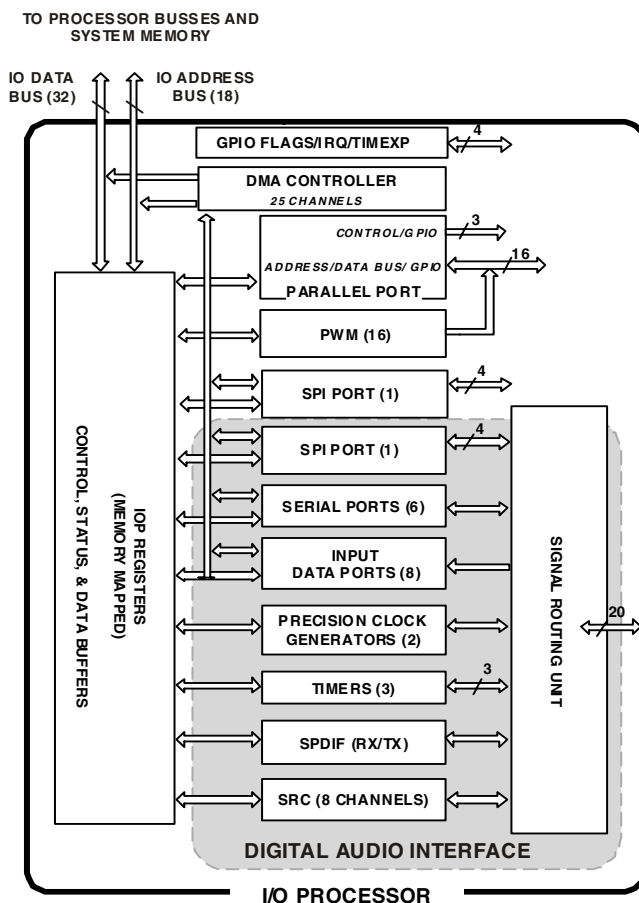 TO PROCESSOR BUSSES AND
SYSTEM MEMORY
IO DATA
BUS (32)
IO ADDRESS
BUS (18)
GPIO FLAGS/IRQ/TIMEXP
4
DMA CONTROLLER
25 CHANNELS
CONTROL/GPIO
3
ADDRESS/DATA BUS/ GPIO
16
PARALLEL PORT
PWM (16)
SPI PORT (1)
4
SPI PORT (1)
4
SERIAL PORTS (6)
INPUT
DATA PORTS (8)
PRECISION CLOCK
GENERATORS (2)
TIMERS (3)
3
SPDIF (RX/TX)
SRC (8 CHANNELS)
IOP REGISTERS
(MEMORY MAPPED)
CONTROL, STATUS, & DATA BUFFERS
SIGNAL ROUTING UNIT
20
DIGITAL AUDIO INTERFACE
I/O PROCESSOR